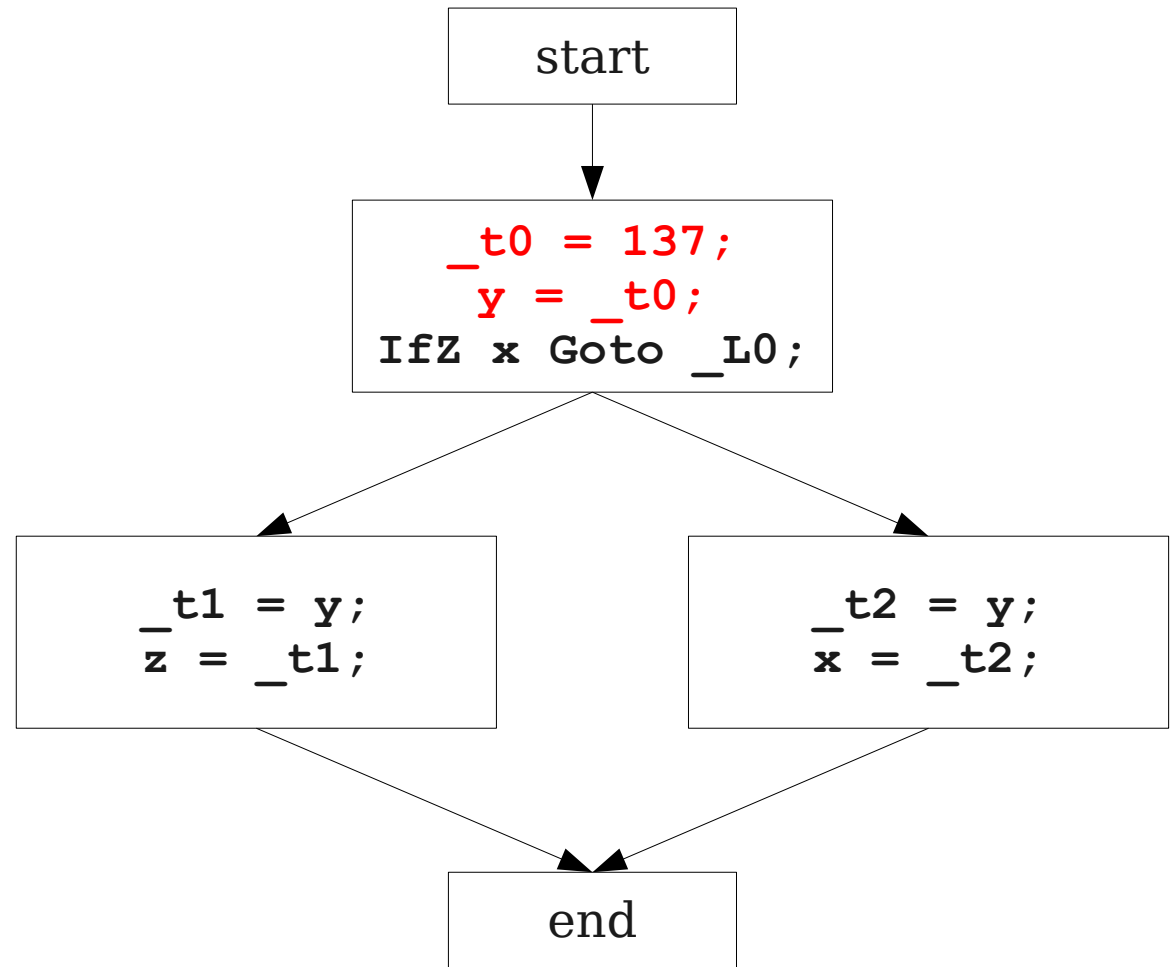 start
_t0 = 137;
y = _t0;
IfZ x Goto _L0;
_t1 = y;
z = _t1;
_t2 = y;
x = _t2;
end